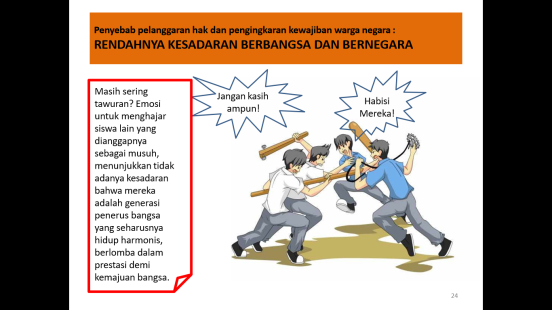 Penyebab pelanggaran hak dan pengingkaran kewajiban warga negara :
RENDAHNYA KESADARAN BERBANGSA DAN BERNEGARA
Masih sering
tawuran? Emosi
untuk menghajar
siswa lain yang
dianggapnya
sebagai musuh,
menunjukkan tidak
adanya kesadaran
bahwa mereka
adalah generasi
penerus bangsa
yang seharusnya
hidup harmonis,
berlomba dalam
prestasi demi
kemajuan bangsa.
Jangan kasih
ampun!
Habisi
Mereka!
24